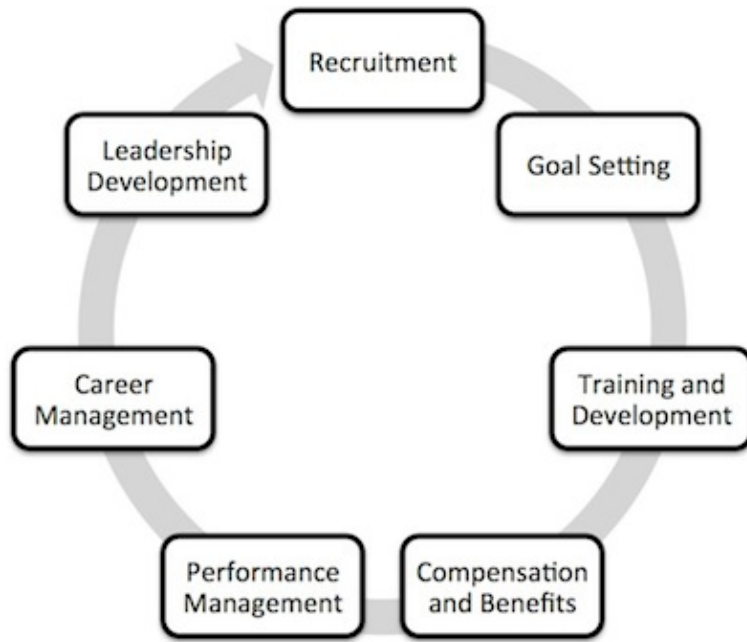 Recruitment
Goal Setting
Training and
Development
Compensation
and Benefits
Performance
Management
Career
Management
Leadership
Development